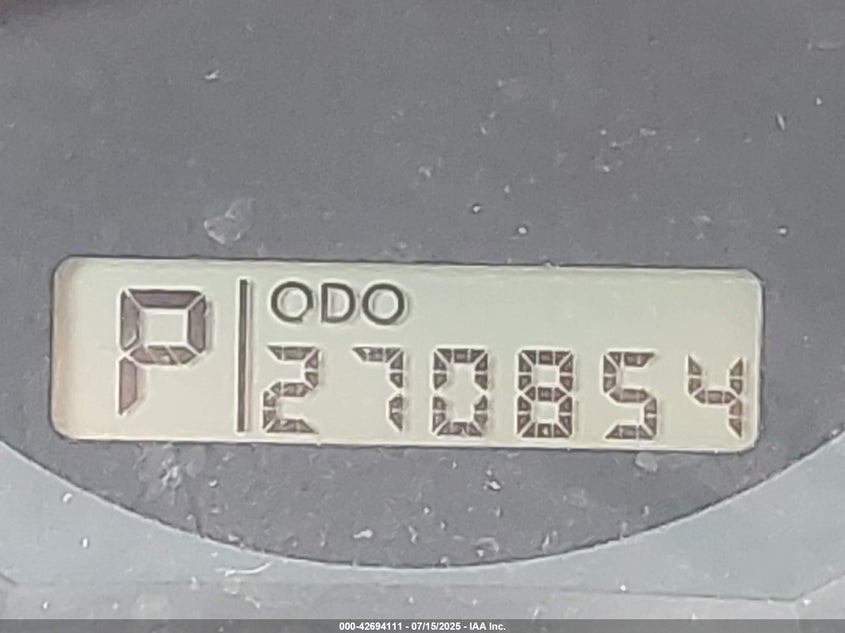 P
ODO
270854
000-42694111 - 07/15/2025 - IAA Inc.